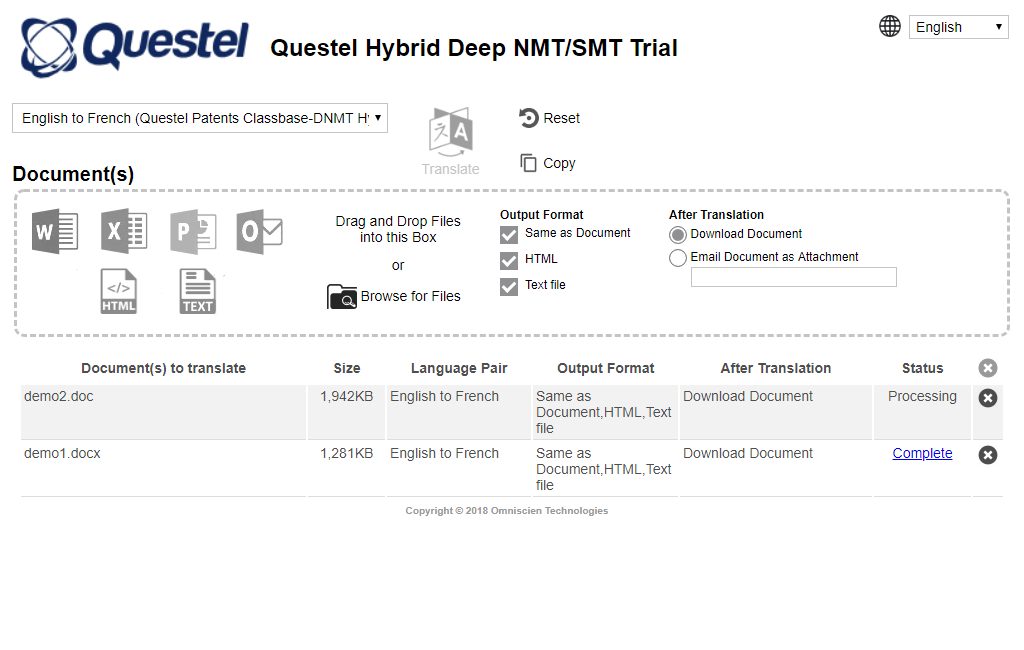 Questel
Questel Hybrid Deep NMT/SMT Trial
English
English to French (Questel Patents Classbase-DNMT Hy
Translate
Reset
Copy
Document(s)
W
X
P
O
HTML
TEXT
Drag and Drop Files
into this Box
or
Browse for Files
Output Format
Same as Document
HTML
Text file
After Translation
Download Document
Email Document as Attachment
Document(s) to translate Size Language Pair Output Format After Translation Status
demo2.doc 1,942KB English to French Same as Download Document Processing
Document,HTML,Text
file
demo1.docx 1,281KB English to French Same as Download Document Complete
Document,HTML,Text
file
Copyright © 2018 Omniscien Technologies